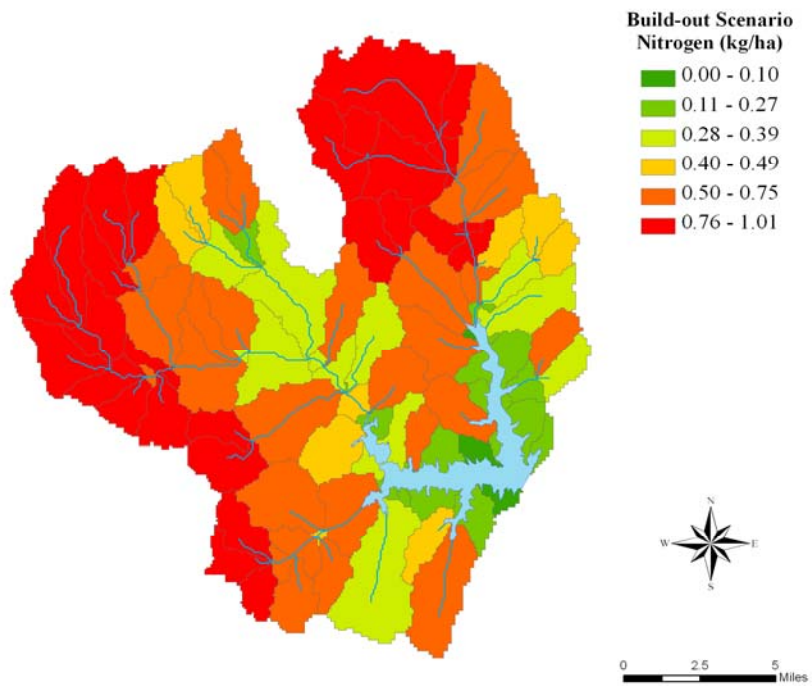 Build-out Scenario
Nitrogen (kg/ha)
0.00 - 0.10
0.11 - 0.27
0.28 - 0.39
0.40 - 0.49
0.50 - 0.75
0.76 - 1.01
N
W E
S
0 2.5 5
Miles